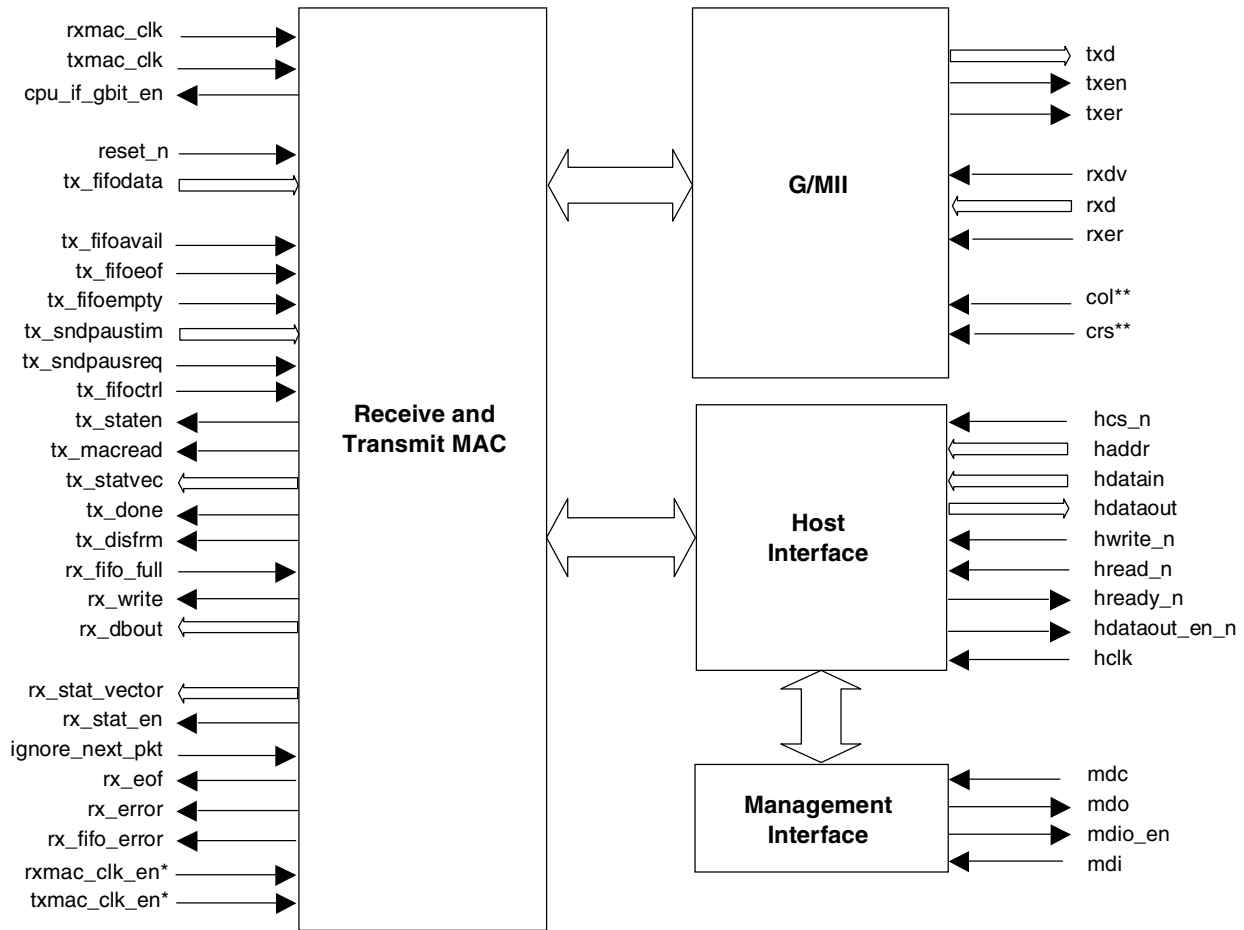 rxmac_clk
txmac_clk
cpu_if_gbit_en
reset_n
tx_fifodata
tx_fifoavail
tx_fifoeof
tx_fifoempty
tx_sndpaustim
tx_sndpausreq
tx_fifoctrl
tx_staten
tx_macread
tx_statvec
tx_done
tx_disfrm
rx_fifo_full
rx_write
rx_dbout
rx_stat_vector
rx_stat_en
ignore_next_pkt
rx_eof
rx_error
rx_fifo_error
rxmac_clk_en*
txmac_clk_en*
Receive and
Transmit MAC
G/MII
txd
txen
txer
rxdv
rxd
rxer
col**
crs**
Host
Interface
hcs_n
haddr
hdatain
hdataout
hwrite_n
hread_n
hready_n
hdataout_en_n
hclk
Management
Interface
mdc
mdo
mdio_en
mdi